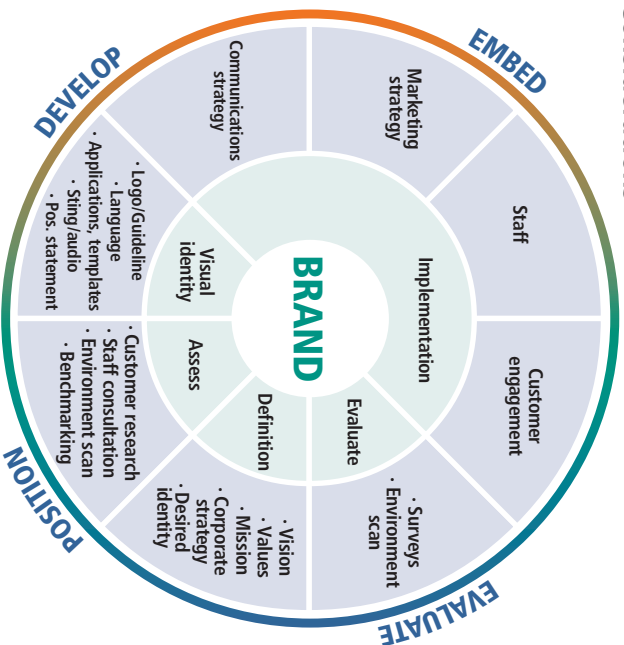 BRAND
Implementation
Evaluate
Definition
Assess
Visual
identity
EMBED
Marketing
strategy
Staff
Customer
engagement
EVALUATE
· Surveys
· Environment
scan
· Vision
· Values
· Mission
· Corporate
strategy
· Desired
identity
POSITION
· Customer research
· Staff consultation
· Environment scan
· Benchmarking
DEVELOP
· Logo/Guideline
· Language
· Applications, templates
· Sting/audio
· Pos. statement
Communications
strategy